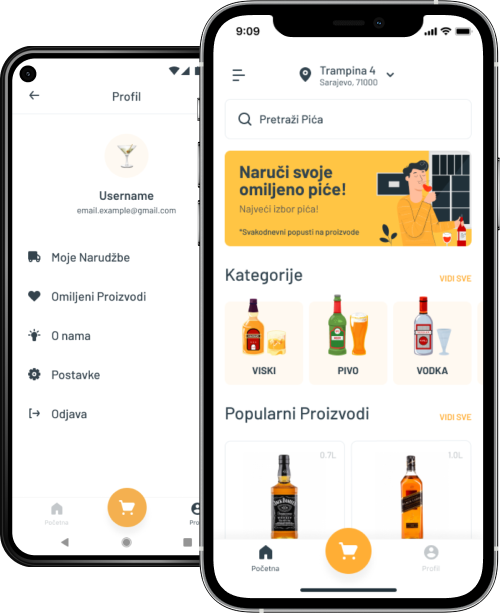 Profil
Username
email.example@gmail.com
Moje Narudžbe
Omiljeni Proizvodi
O nama
Postavke
Odjava
Početna
9:09
Trampina 4
Sarajevo, 71000
Pretraži Pića
Naruči svoje
omiljeno piće!
Najveći izbor pića!
*Svakodnevni popusti na proizvode
Kategorije
VIDI SVE
VISKI
PIVO
VODKA
Popularni Proizvodi
VIDI SVE
0.7L
1.0L
JACK DANIEL'S
Početna
Profil